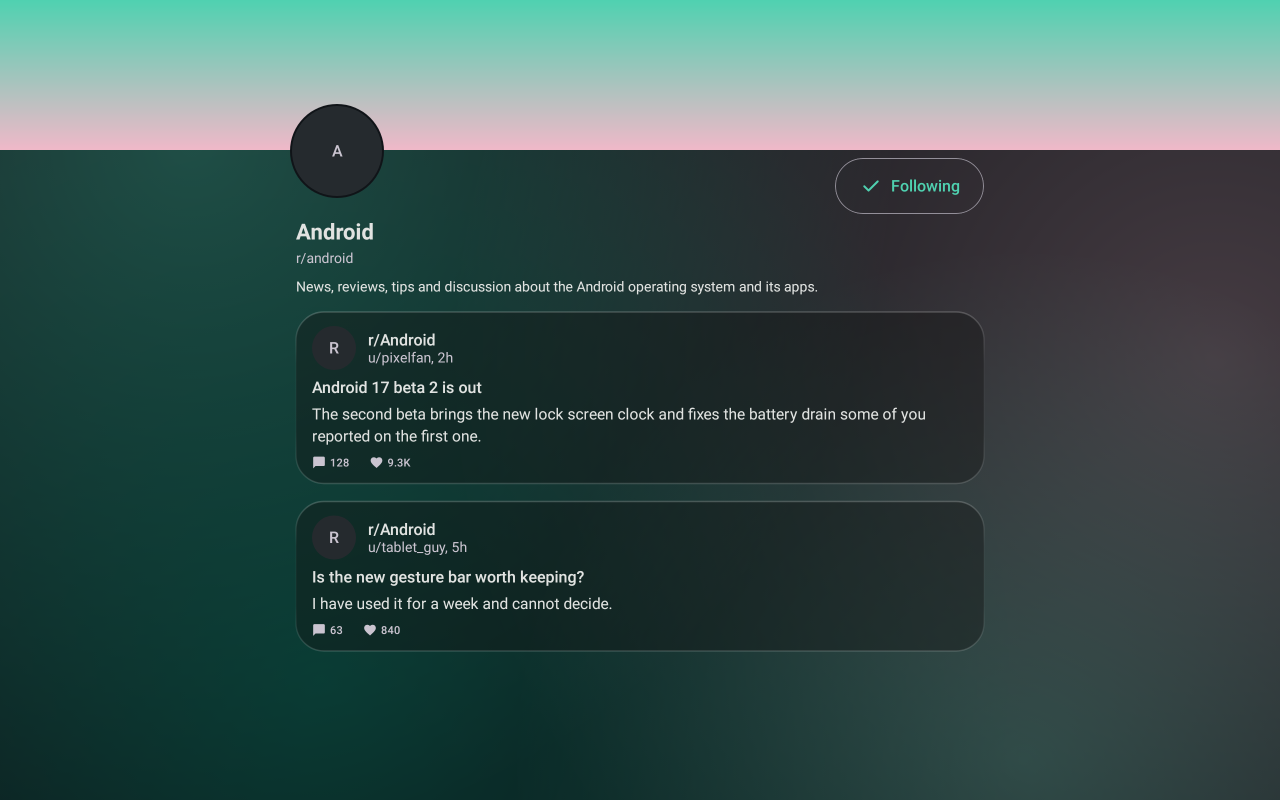 A
Following
Android
r/android
News, reviews, tips and discussion about the Android operating system and its apps.
R
r/Android
u/pixelfan, 2h
Android 17 beta 2 is out
The second beta brings the new lock screen clock and fixes the battery drain some of you
reported on the first one.
128 9.3K
R
r/Android
u/tablet_guy, 5h
Is the new gesture bar worth keeping?
I have used it for a week and cannot decide.
63 840